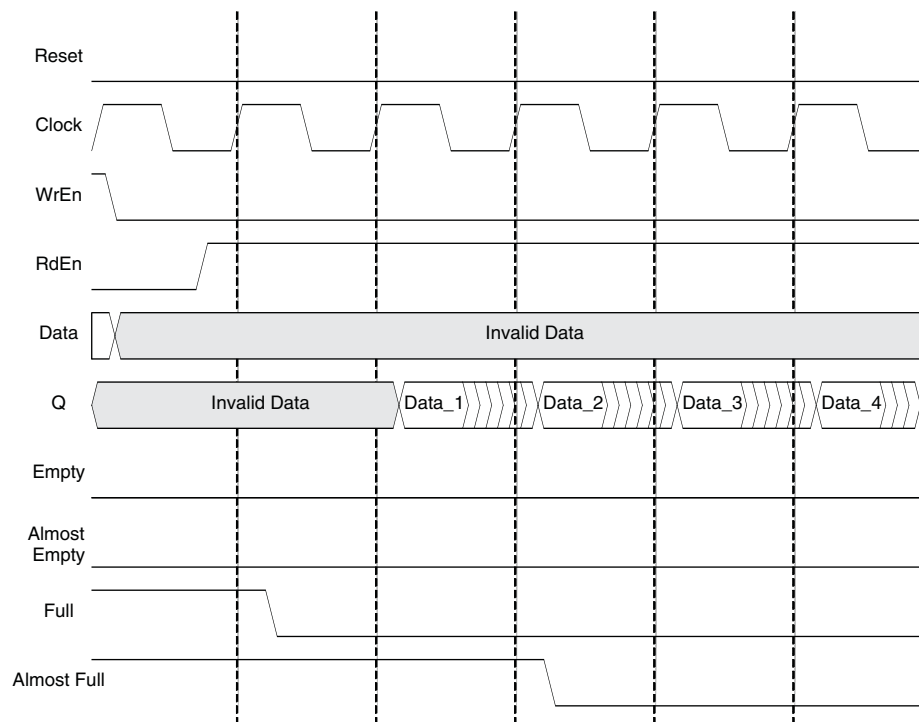 Reset
Clock
WrEn
RdEn
Data
Invalid Data
Q
Invalid Data
Data_1
Data_2
Data_3
Data_4
Empty
Almost
Empty
Full
Almost Full